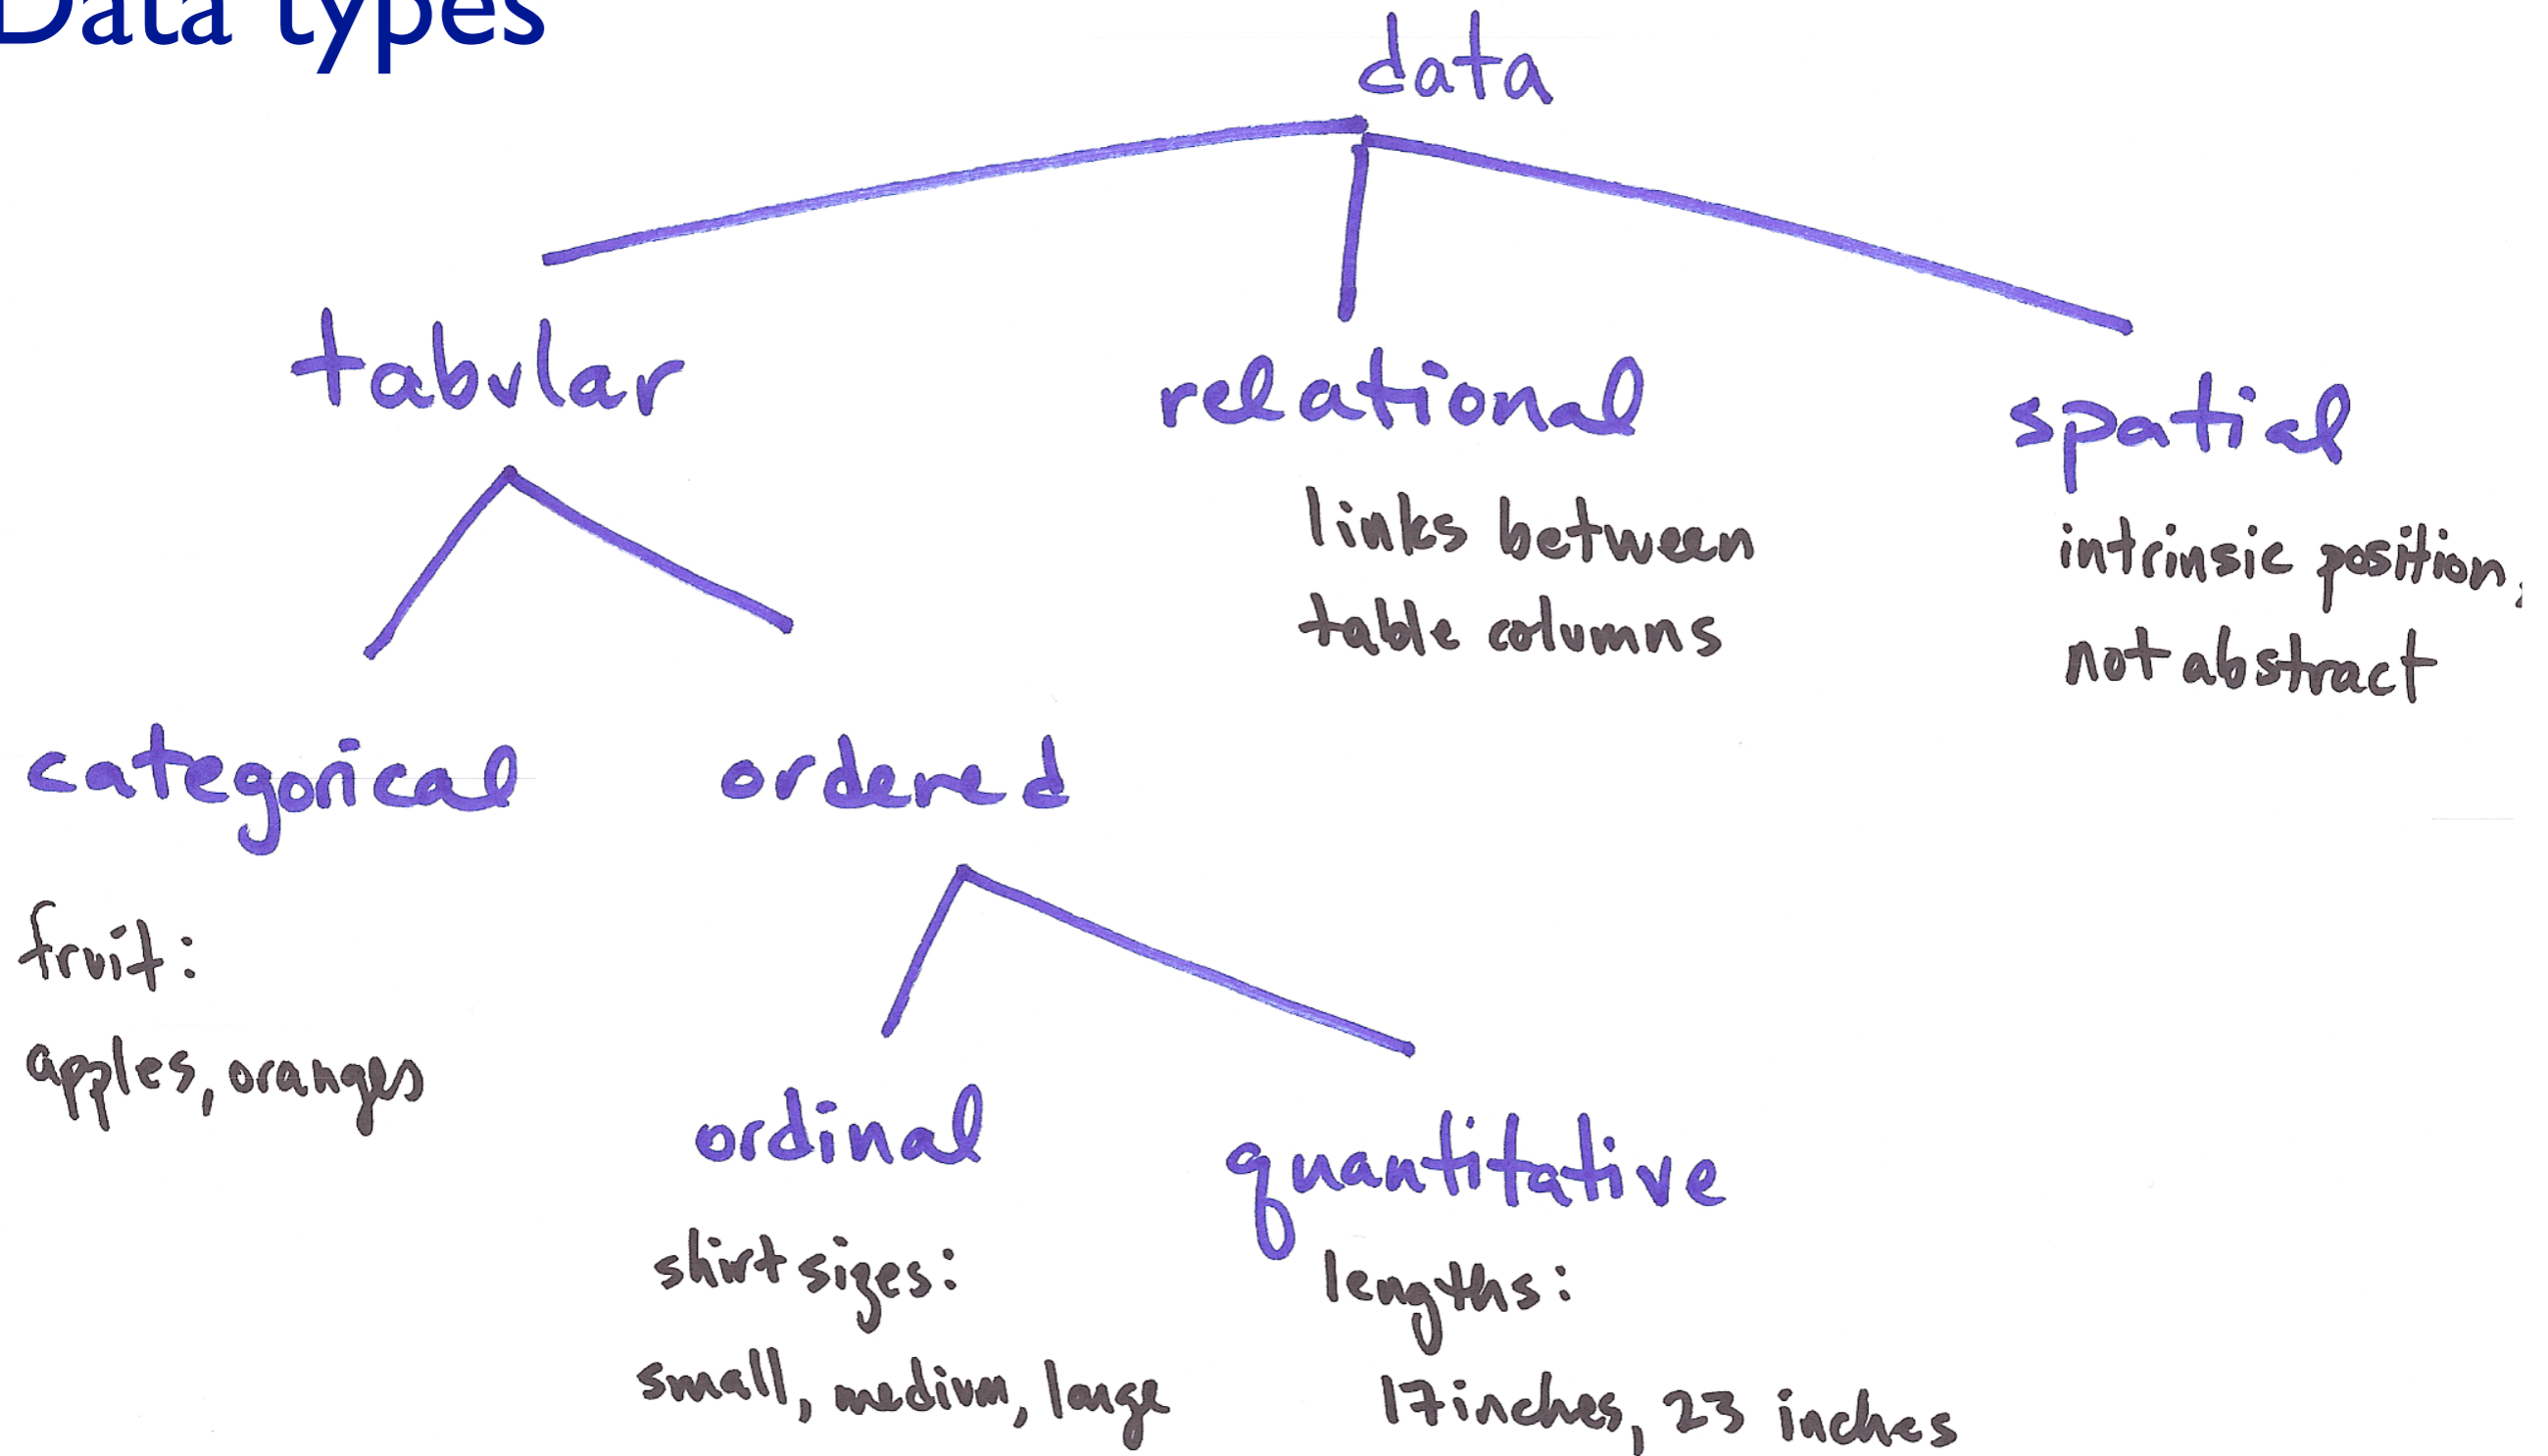 Data types
data
tabular
relational
spatial
links between
table columns
intrinsic position,
not abstract
categorical
ordered
fruit:
apples, oranges
ordinal
quantitative
shirt sizes:
small, medium, large
lengths:
17 inches, 23 inches